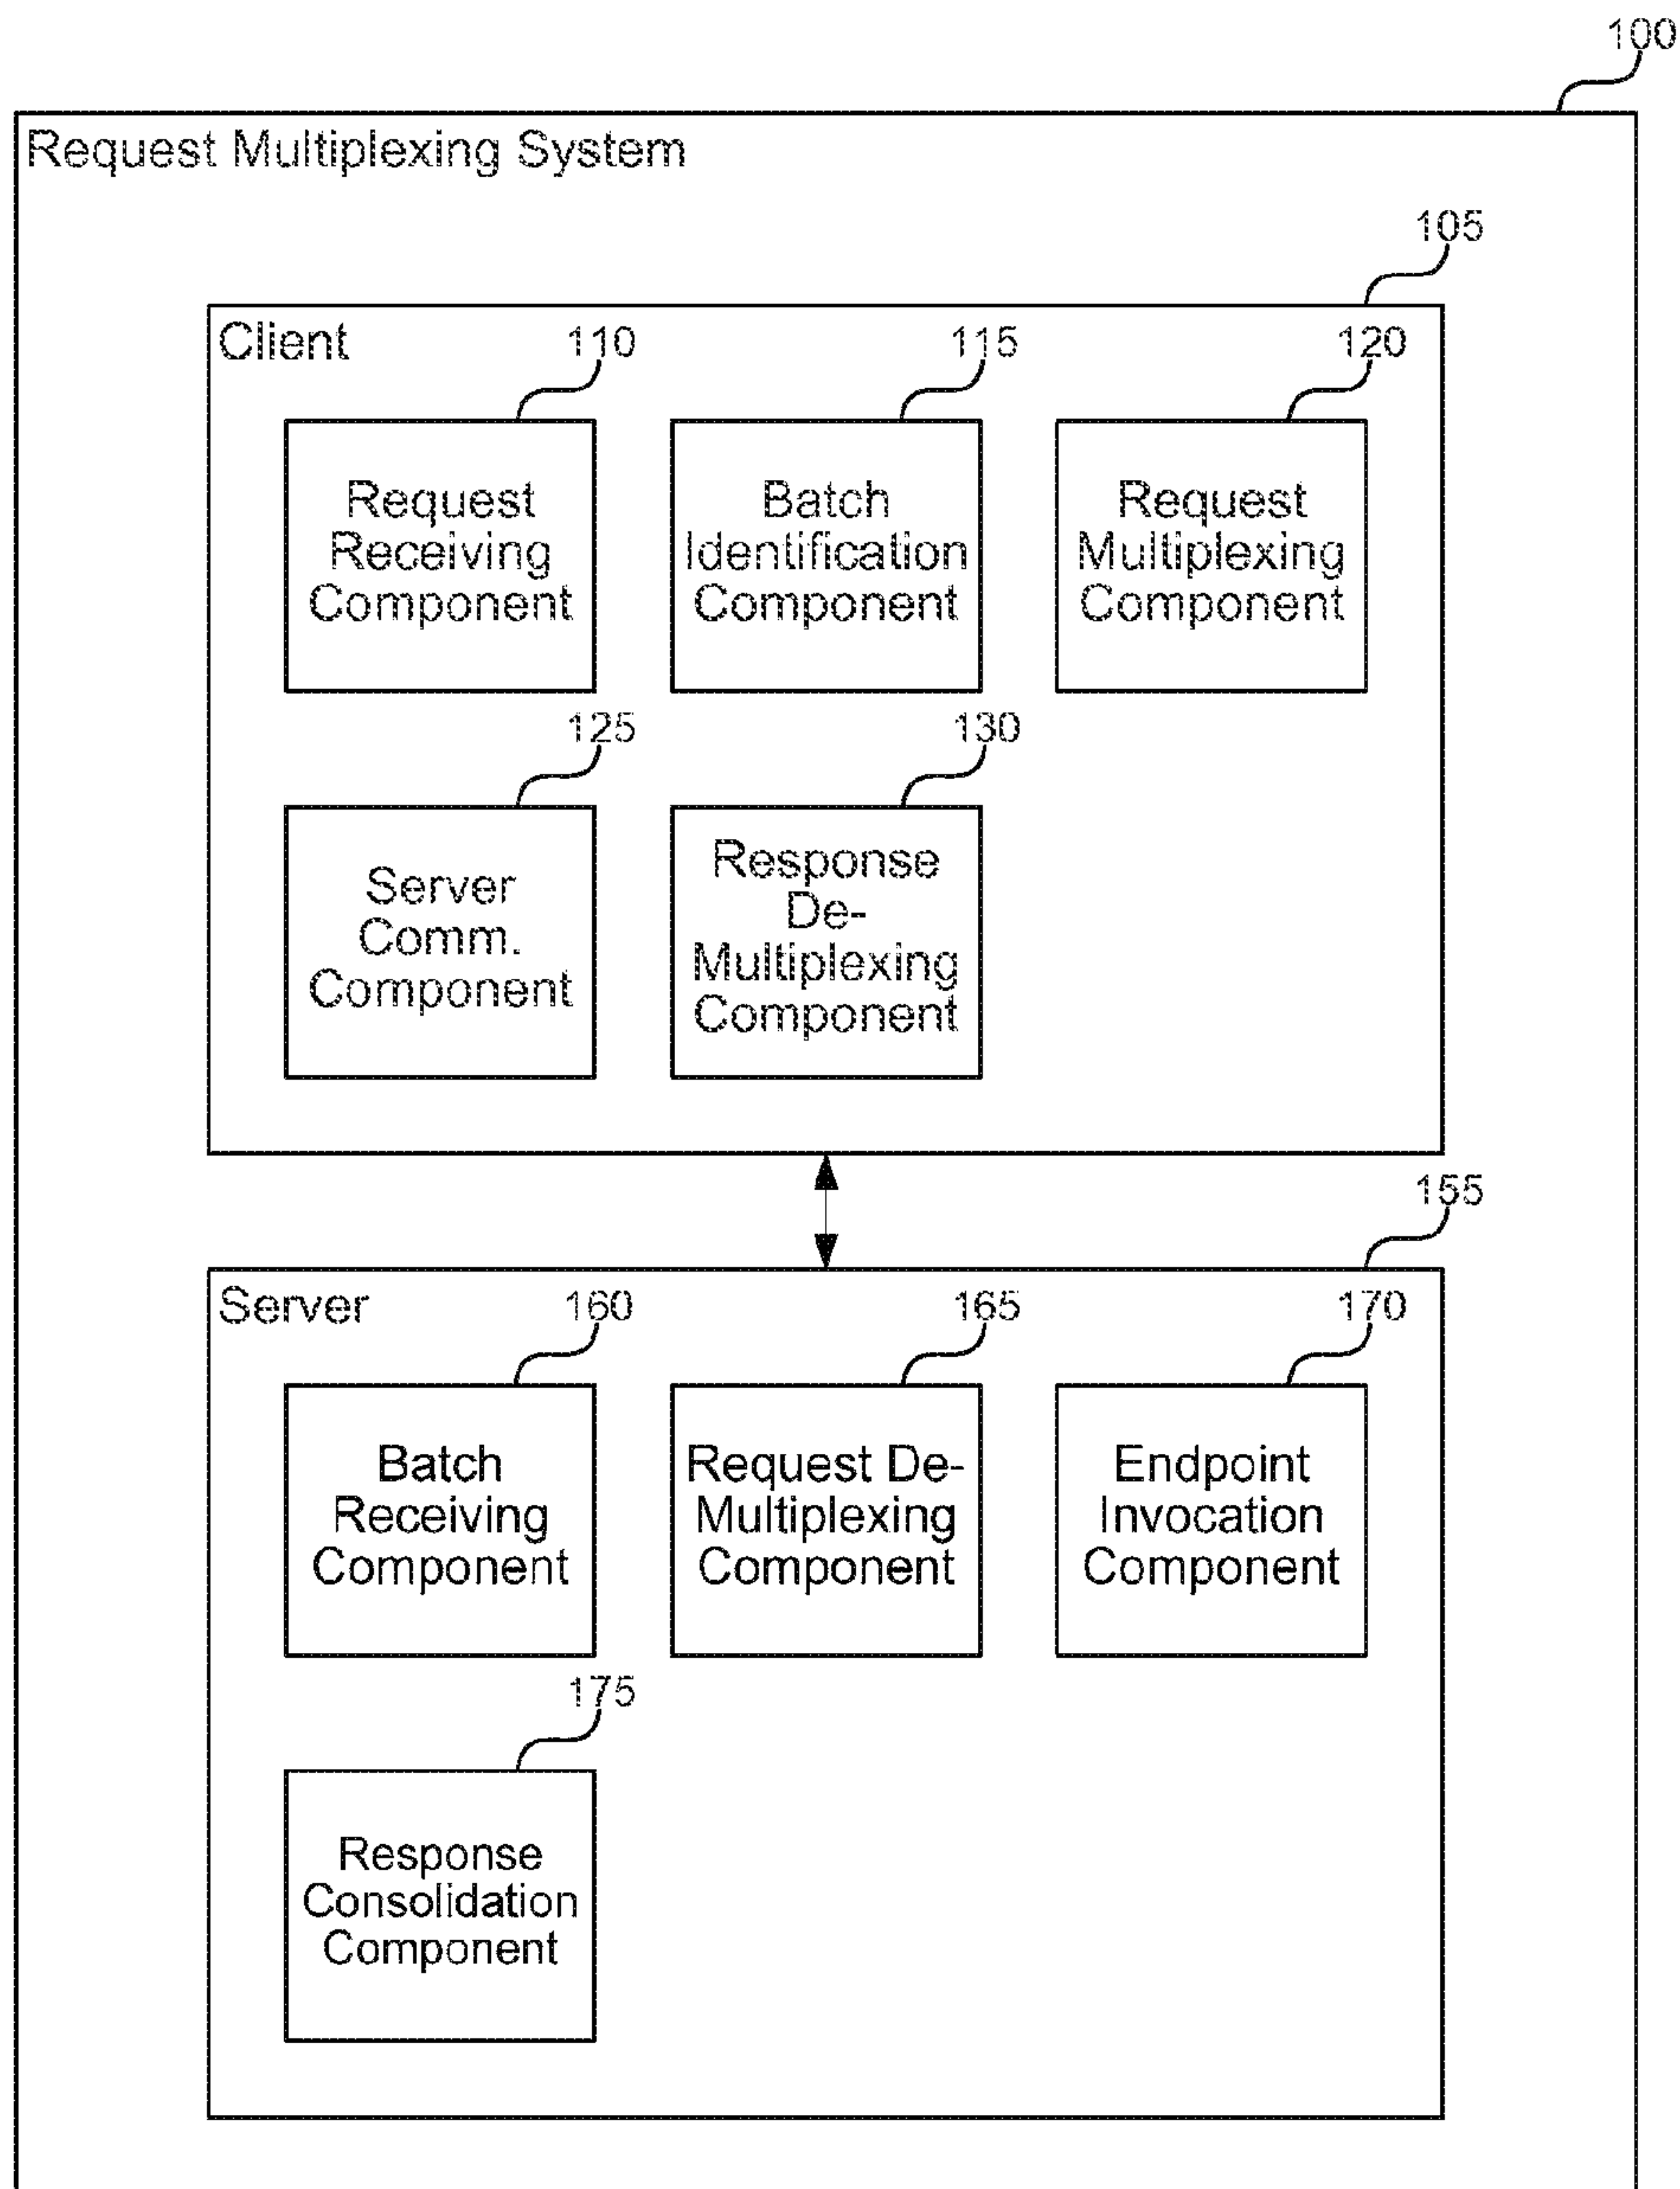 100
Request Multiplexing System
105
Client
110
115
120
Request
Receiving
Component
Batch
Identification
Component
Request
Multiplexing
Component
125
130
Server
Comm.
Component
Response
De-
Multiplexing
Component
155
Server
160
165
170
Batch
Receiving
Component
Request De-
Multiplexing
Component
Endpoint
Invocation
Component
175
Response
Consolidation
Component